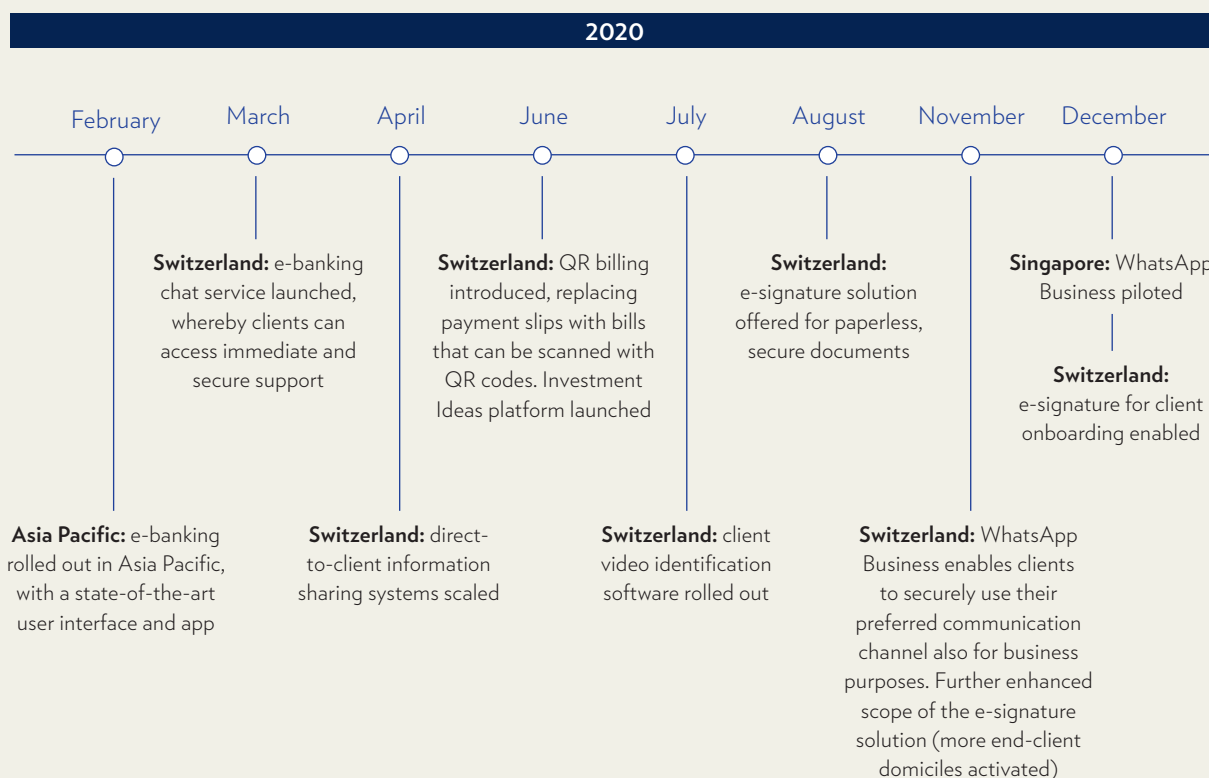 2020
February
March
April
June
July
August
November
December
Switzerland: e-banking
chat service launched,
whereby clients can
access immediate and
secure support
Switzerland: QR billing
introduced, replacing
payment slips with bills
that can be scanned with
QR codes. Investment
Ideas platform launched
Switzerland:
e-signature solution
offered for paperless,
secure documents
Singapore: WhatsApp
Business piloted
Switzerland:
e-signature for client
onboarding enabled
Asia Pacific: e-banking
rolled out in Asia Pacific,
with a state-of-the-art
user interface and app
Switzerland: direct-
to-client information
sharing systems scaled
Switzerland: client
video identification
software rolled out
Switzerland: WhatsApp
Business enables clients
to securely use their
preferred communication
channel also for business
purposes. Further enhanced
scope of the e-signature
solution (more end-client
domiciles activated)